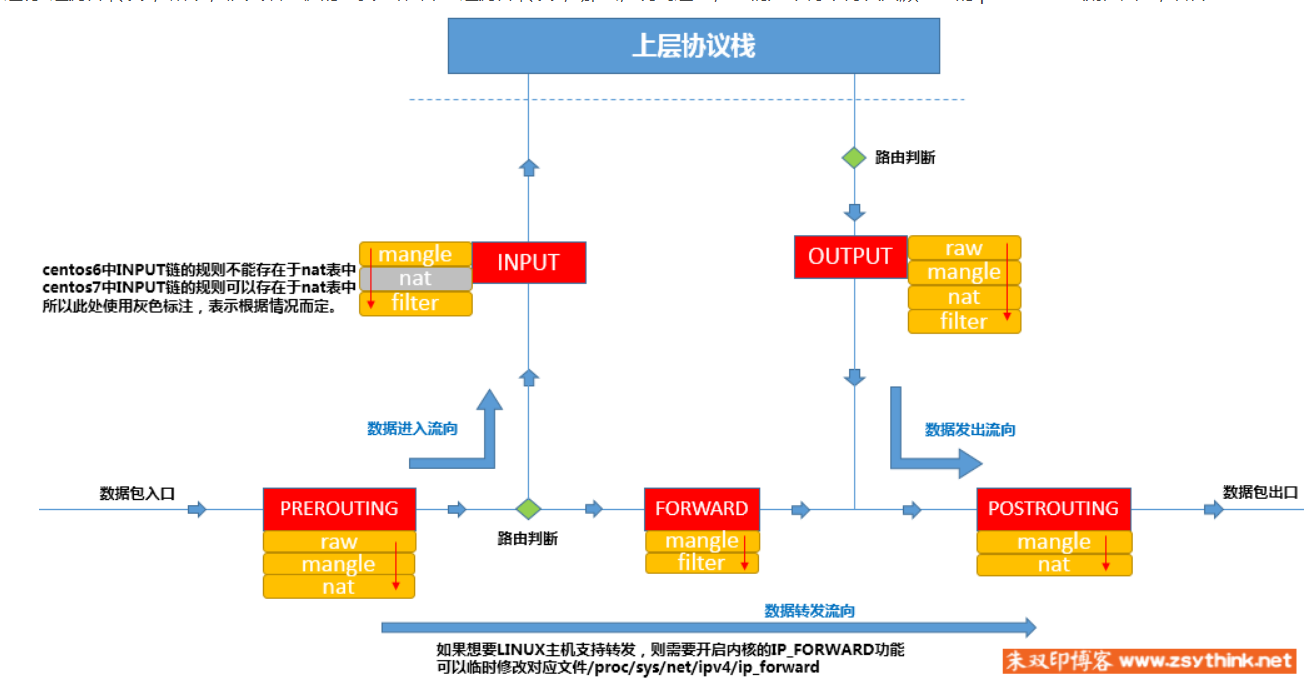 上层协议栈
路由判断
mangle
nat
filter
INPUT
OUTPUT
raw
mangle
nat
filter
centos6中INPUT链的规则不能存在于nat表中
centos7中INPUT链的规则可以存在于nat表中
所以此处使用灰色标注，表示根据情况而定。
数据进入流向
数据发出流向
数据包入口
PREROUTING
raw
mangle
nat
路由判断
FORWARD
mangle
filter
POSTROUTING
mangle
nat
数据包出口
数据转发流向
如果想要LINUX主机支持转发，则需要开启内核的IP_FORWARD功能
可以临时修改对应文件/proc/sys/net/ipv4/ip_forward
朱双印博客 www.zsythink.net